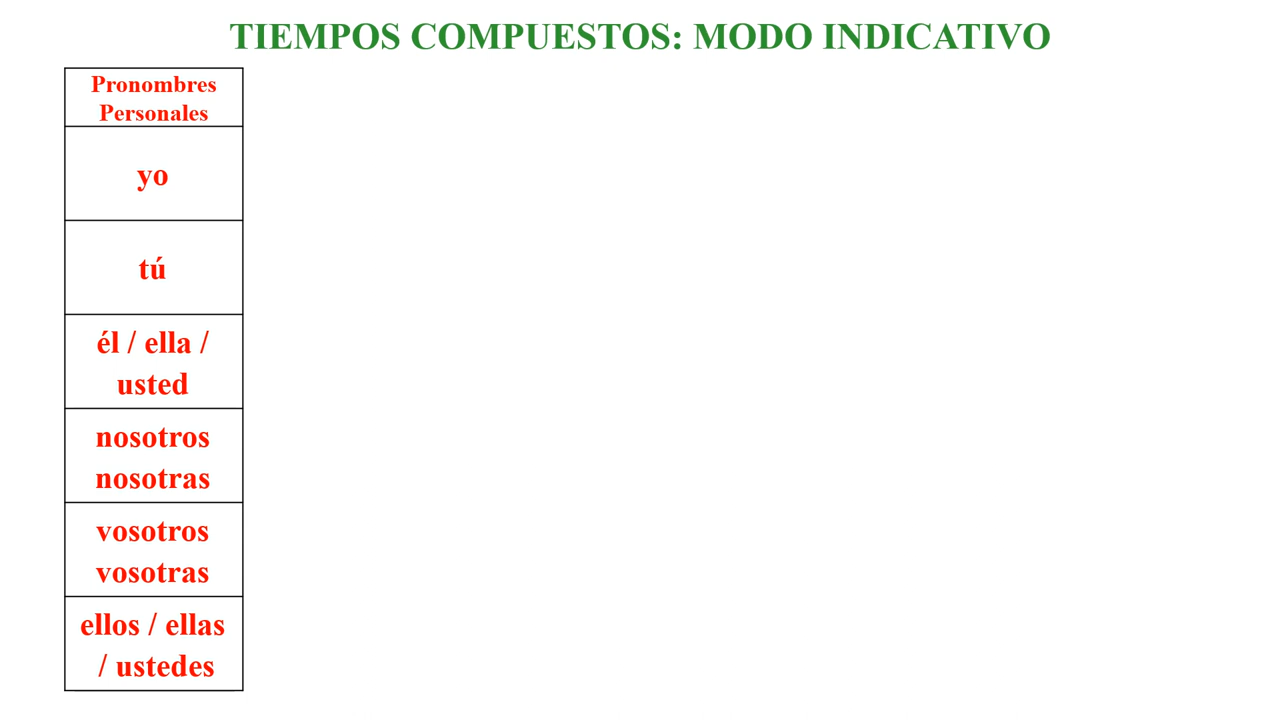 TIEMPOS COMPUESTOS: MODO INDICATIVO
Pronombres
Personales
yo
tú
él / ella /
usted
nosotros
nosotras
vosotros
vosotras
ellos / ellas
/ ustedes